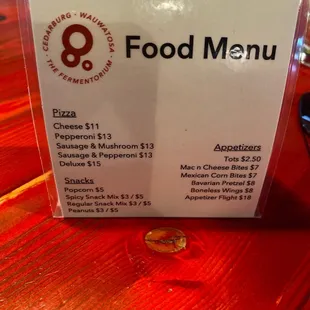 CEDARBURG - WAUWATOSA
· THE FERMENTORIUM ·
Food Menu
Pizza
Cheese $11
Pepperoni $13
Sausage & Mushroom $13
Sausage & Pepperoni $13
Deluxe $15
Snacks
Popcorn $5
Spicy Snack Mix $3 / $5
Regular Snack Mix $3 / $5
Peanuts $3 / $5
Appetizers
Tots $2.50
Mac n Cheese Bites $7
Mexican Corn Bites $7
Bavarian Pretzel $8
Boneless Wings $8
Appetizer Flight $18